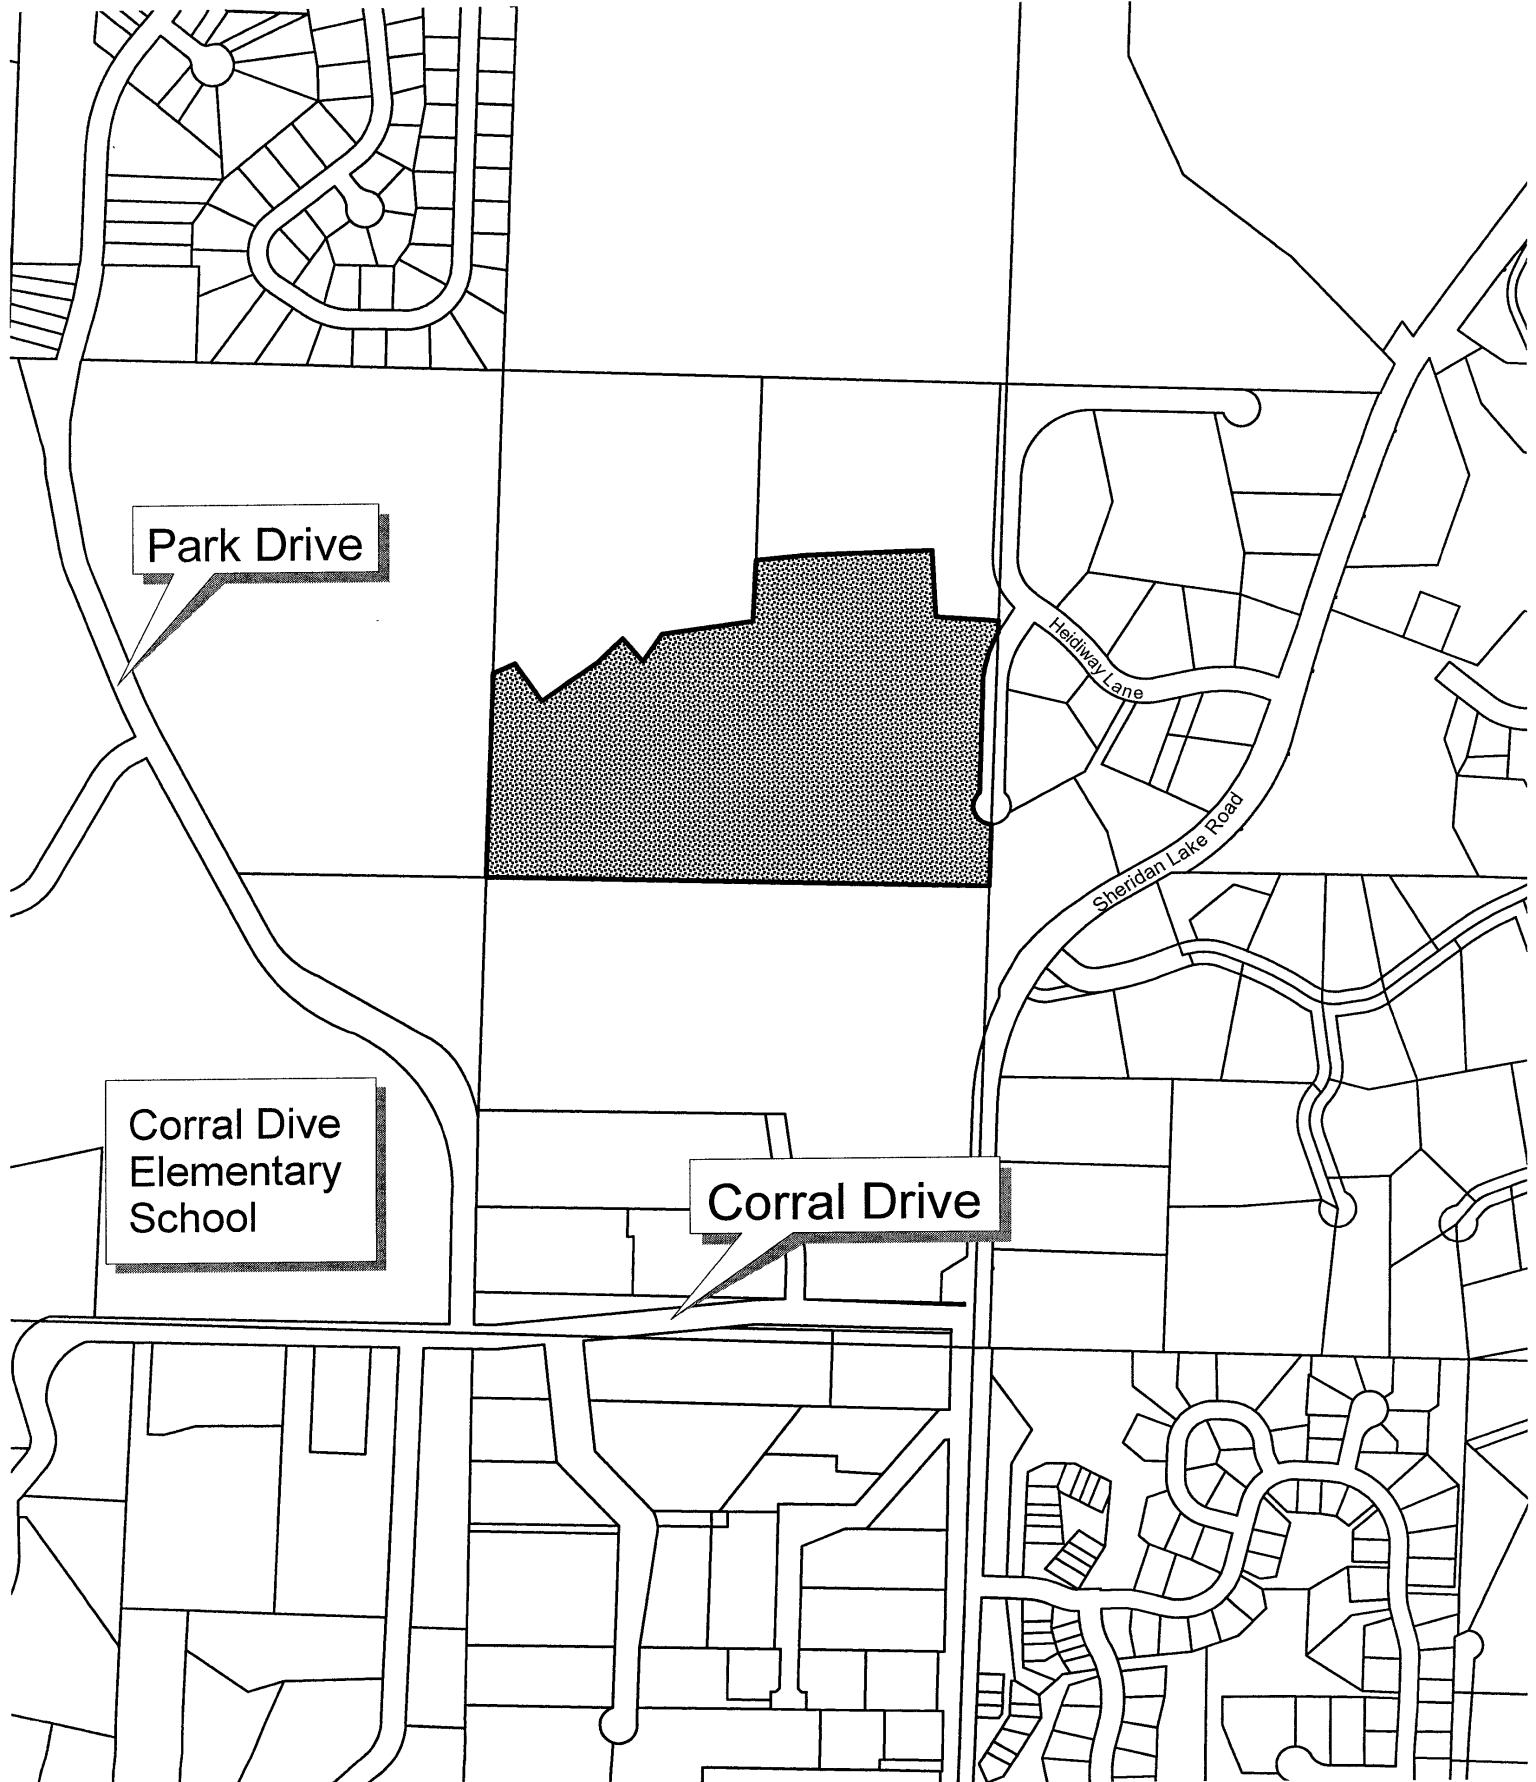 Park Drive
Heidiway Lane
Sheridan Lake Road
Corral Dive
Elementary
School
Corral Drive